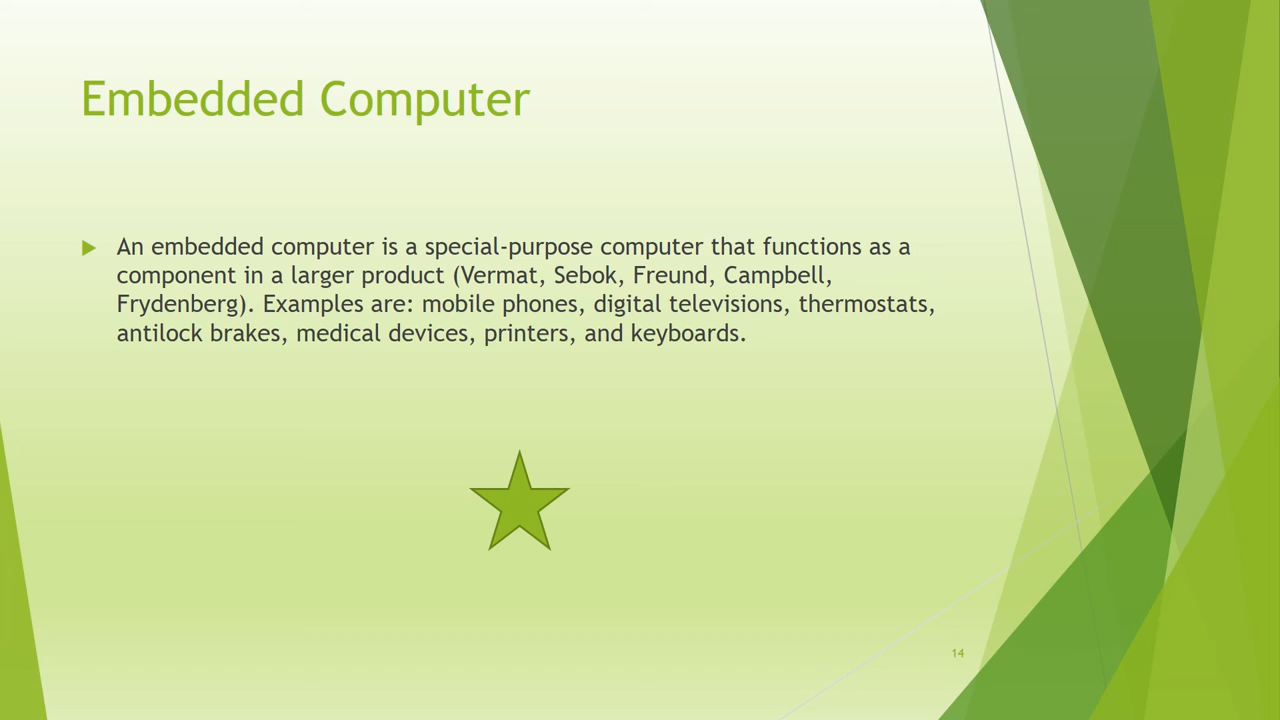 Embedded Computer
An embedded computer is a special-purpose computer that functions as a
component in a larger product (Vermat, Sebok, Freund, Campbell,
Frydenberg). Examples are: mobile phones, digital televisions, thermostats,
antilock brakes, medical devices, printers, and keyboards.
14